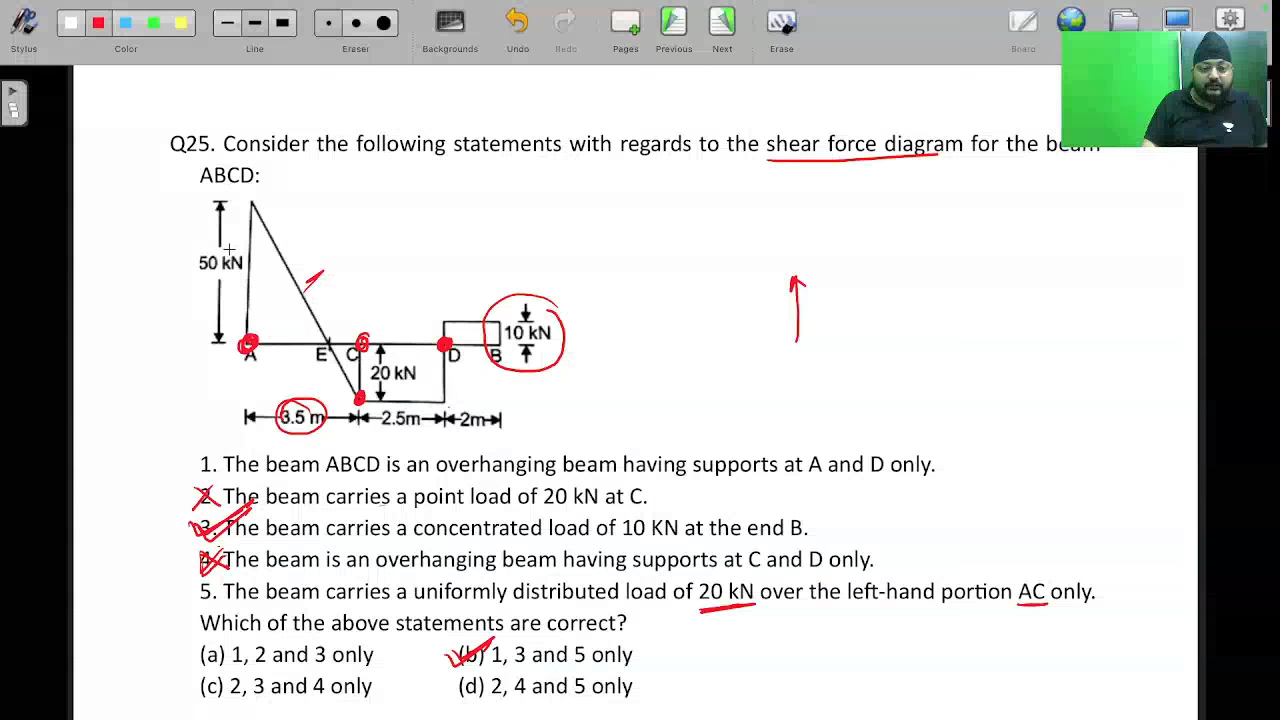 Stylus Color Line Eraser Backgrounds Undo Redo Pages Previous Next Erase Board Folders Desktop Settings
Q25. Consider the following statements with regards to the shear force diagram for the beam
ABCD:
50 kN
A E C D B 10 kN
20 kN
3.5 m 2.5m 2m
1. The beam ABCD is an overhanging beam having supports at A and D only.
2. The beam carries a point load of 20 kN at C.
3. The beam carries a concentrated load of 10 KN at the end B.
4. The beam is an overhanging beam having supports at C and D only.
5. The beam carries a uniformly distributed load of 20 kN over the left-hand portion AC only.
Which of the above statements are correct?
(a) 1, 2 and 3 only (b) 1, 3 and 5 only
(c) 2, 3 and 4 only (d) 2, 4 and 5 only